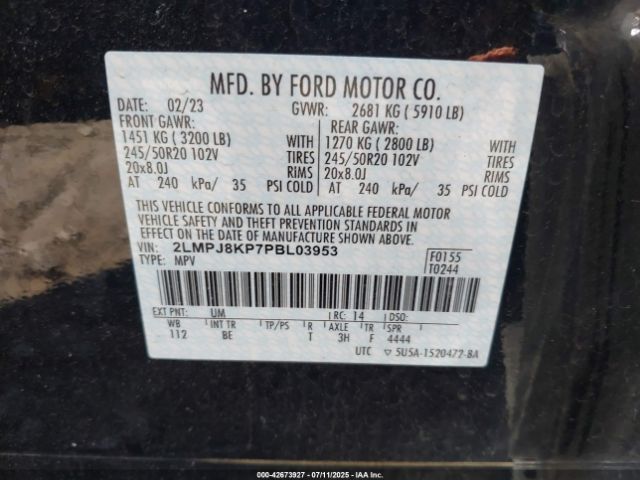 MFD. BY FORD MOTOR CO.
DATE: 02/23 GVWR: 2681 KG ( 5910 LB)
FRONT GAWR: REAR GAWR:
1451 KG ( 3200 LB) WITH 1270 KG ( 2800 LB) WITH
245/50R20 102V TIRES 245/50R20 102V TIRES
20x8.0J RIMS 20x8.0J RIMS
AT 240 kPa/ 35 PSI COLD AT 240 kPa/ 35 PSI COLD
THIS VEHICLE CONFORMS TO ALL APPLICABLE FEDERAL MOTOR
VEHICLE SAFETY AND THEFT PREVENTION STANDARDS IN
EFFECT ON THE DATE OF MANUFACTURE SHOWN ABOVE.
VIN: 2LMPJ8KP7PBL03953 F0155
TYPE: MPV T0244
EXT PNT: UM RC: 14 DSO:
WB INT TR TP/PS R AXLE TR SPR
112 BE T 3H F 4444
UTC ▽ 5U5A-1520472-BA
000-42673927 - 07/11/2025 - IAA Inc.